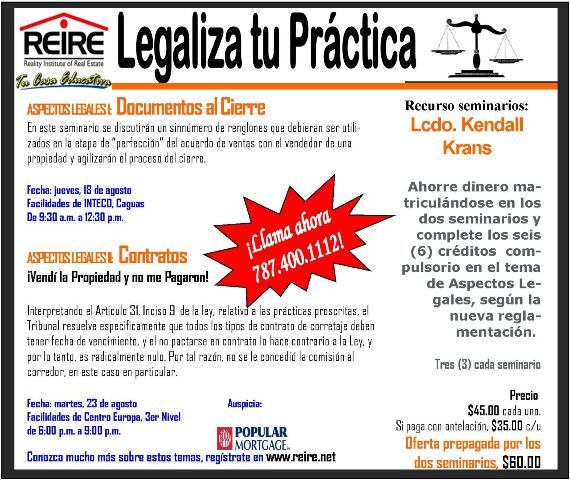 REIRE
Reality Institute of Real Estate
Tu Casa Educativa
Legaliza tu Práctica
ASPECTOS LEGALES I: Documentos al Cierre
En este seminario se discutirán un sinnúmero de renglones que debieran ser utili-
zados en la etapa de "perfección" del acuerdo de ventas con el vendedor de una
propiedad y agilizarán el proceso del cierre.
Fecha: jueves, 18 de agosto
Facilidades de INTECO, Caguas
De 9:30 a.m. a 12:30 p.m.
¡Llama ahora
787.400.1112!
ASPECTOS LEGALES II: Contratos
¡Vendí la Propiedad y no me Pagaron!
Interpretando el Artículo 31, Inciso 9 de la ley, relativo a las prácticas proscritas, el
Tribunal resuelve específicamente que todos los tipos de contrato de corretaje deben
tener fecha de vencimiento, y el no pactarse en contrato lo hace contrario a la Ley, y
por lo tanto, es radicalmente nulo. Por tal razón, no se le concedió la comisión al
corredor, en este caso en particular.
Fecha: martes, 23 de agosto
Facilidades de Centro Europa, 3er Nivel
de 6:00 p.m. a 9:00 p.m.
Auspicia:
POPULAR
MORTGAGE
Conozca mucho más sobre estos temas, regístrate en www.reire.net
Recurso seminarios:
Lcdo. Kendall
Krans
Ahorre dinero ma-
triculándose en los
dos seminarios y
complete los seis
(6) créditos com-
pulsorio en el tema
de Aspectos Le-
gales, según la
nueva regla-
mentación.
Tres (3) cada seminario
Precio
$45.00 cada uno.
Si paga con antelación, $35.00 c/u
Oferta prepagada por los
dos seminarios, $60.00